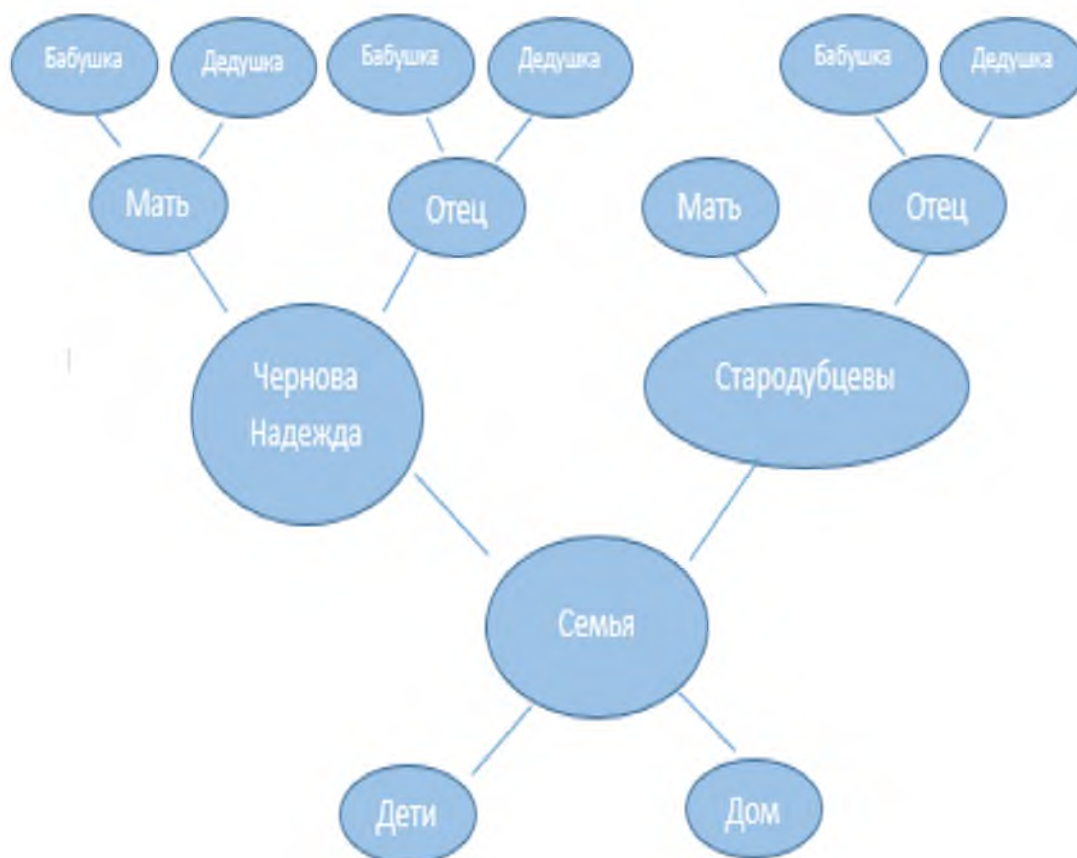 Бабушка
Дедушка
Бабушка
Дедушка
Бабушка
Дедушка
Мать
Отец
Мать
Отец
Чернова
Надежда
Стародубцевы
Семья
Дети
Дом